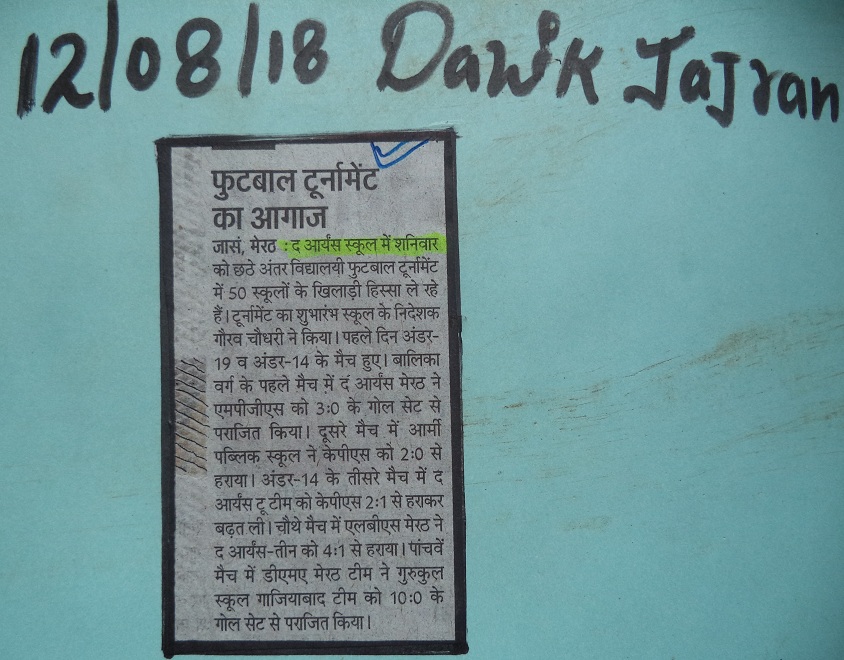 12/08/18 Dawik Jajran
फुटबाल टूर्नामेंट
का आगाज
जासं, मेरठ : द आर्यंस स्कूल में शनिवार
को छठे अंतर विद्यालयी फुटबाल टूर्नामेंट
में 50 स्कूलों के खिलाड़ी हिस्सा ले रहे
हैं। टूर्नामेंट का शुभारंभ स्कूल के निदेशक
गौरव चौधरी ने किया। पहले दिन अंडर-
19 व अंडर-14 के मैच हुए। बालिका
वर्ग के पहले मैच में द आर्यंस मेरठ ने
एमपीजीएस को 3:0 के गोल सेट से
पराजित किया। दूसरे मैच में आर्मी
पब्लिक स्कूल ने केपीएस को 2:0 से
हराया। अंडर-14 के तीसरे मैच में द
आर्यंस टू टीम को केपीएस 2:1 से हराकर
बढ़त ली। चौथे मैच में एलबीएस मेरठ ने
द आर्यंस-तीन को 4:1 से हराया। पांचवें
मैच में डीएमए मेरठ टीम ने गुरुकुल
स्कूल गाजियाबाद टीम को 10:0 के
गोल सेट से पराजित किया।